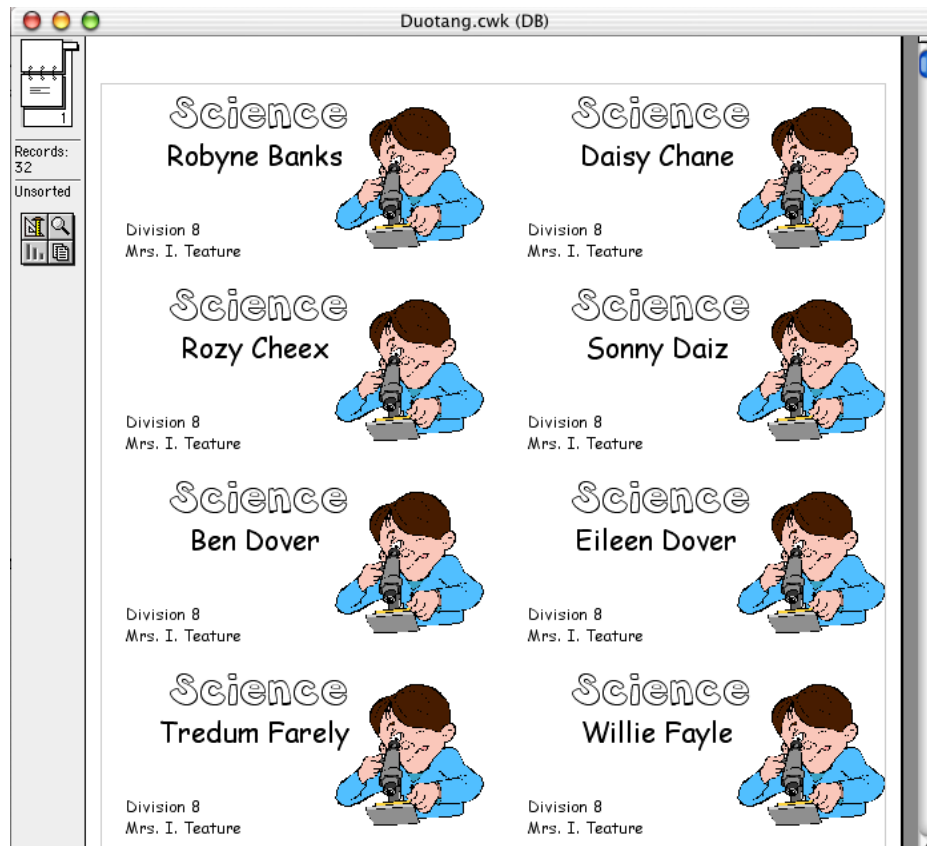 Duotang.cwk (DB)
1
Records:
32
Unsorted
Science
Robyne Banks
Division 8
Mrs. I. Teature
Science
Daisy Chane
Division 8
Mrs. I. Teature
Science
Rozy Cheex
Division 8
Mrs. I. Teature
Science
Sonny Daiz
Division 8
Mrs. I. Teature
Science
Ben Dover
Division 8
Mrs. I. Teature
Science
Eileen Dover
Division 8
Mrs. I. Teature
Science
Tredum Farely
Division 8
Mrs. I. Teature
Science
Willie Fayle
Division 8
Mrs. I. Teature